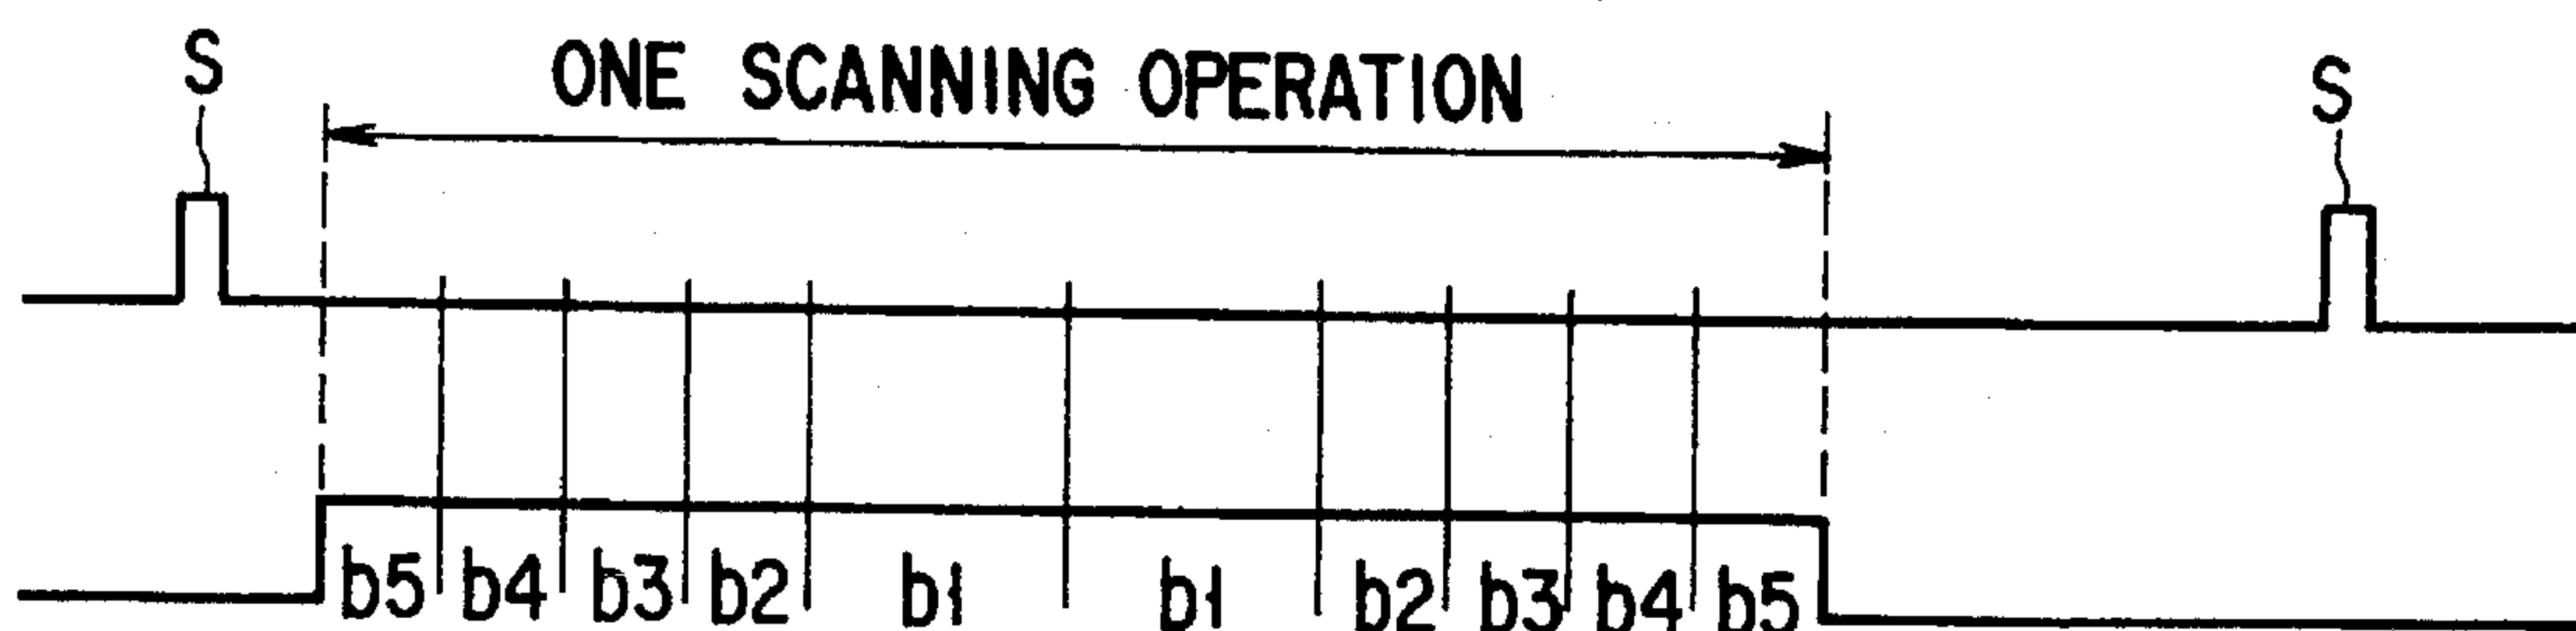 S ONE SCANNING OPERATION S
b5 b4 b3 b2 b1 b1 b2 b3 b4 b5